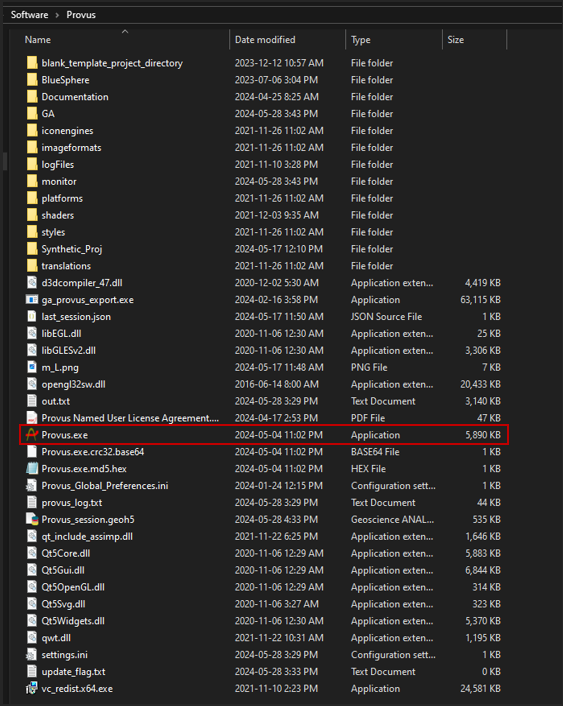 Software > Provus
Name Date modified Type Size
blank_template_project_directory 2023-12-12 10:57 AM File folder
BlueSphere 2023-07-06 3:04 PM File folder
Documentation 2024-04-25 8:25 AM File folder
GA 2024-05-28 3:43 PM File folder
iconengines 2021-11-26 11:02 AM File folder
imageformats 2021-11-26 11:02 AM File folder
logFiles 2021-11-10 3:28 PM File folder
monitor 2024-05-28 3:43 PM File folder
platforms 2021-11-26 11:02 AM File folder
shaders 2021-12-03 9:35 AM File folder
styles 2021-11-26 11:02 AM File folder
Synthetic_Proj 2024-05-17 12:10 PM File folder
translations 2021-11-26 11:02 AM File folder
d3dcompiler_47.dll 2020-12-02 5:30 AM Application exten... 4,419 KB
ga_provus_export.exe 2024-02-16 3:58 PM Application 63,115 KB
last_session.json 2024-05-17 11:50 AM JSON Source File 1 KB
libEGL.dll 2020-11-06 12:30 AM Application exten... 25 KB
libGLESv2.dll 2020-11-06 12:30 AM Application exten... 3,306 KB
m_L.png 2024-05-17 11:48 AM PNG File 7 KB
opengl32sw.dll 2016-06-14 8:00 AM Application exten... 20,433 KB
out.txt 2024-05-28 3:29 PM Text Document 3,140 KB
Provus Named User License Agreement.... 2024-04-17 2:53 PM PDF File 47 KB
Provus.exe 2024-05-04 11:02 PM Application 5,890 KB
Provus.exe.crc32.base64 2024-05-04 11:02 PM BASE64 File 1 KB
Provus.exe.md5.hex 2024-05-04 11:02 PM HEX File 1 KB
Provus_Global_Preferences.ini 2024-01-24 12:15 PM Configuration sett... 1 KB
provus_log.txt 2024-05-28 3:29 PM Text Document 44 KB
Provus_session.geoh5 2024-05-28 4:33 PM Geoscience ANAL... 535 KB
qt_include_assimp.dll 2021-11-22 6:25 PM Application exten... 1,646 KB
Qt5Core.dll 2020-11-06 12:29 AM Application exten... 5,883 KB
Qt5Gui.dll 2020-11-06 12:29 AM Application exten... 6,844 KB
Qt5OpenGL.dll 2020-11-06 12:29 AM Application exten... 314 KB
Qt5Svg.dll 2020-11-06 3:27 AM Application exten... 323 KB
Qt5Widgets.dll 2020-11-06 12:30 AM Application exten... 5,370 KB
qwt.dll 2021-11-22 10:31 AM Application exten... 1,195 KB
settings.ini 2024-05-28 3:29 PM Configuration sett... 4 KB
update_flag.txt 2024-05-28 3:33 PM Text Document 0 KB
vc_redist.x64.exe 2021-11-10 2:23 PM Application 24,581 KB